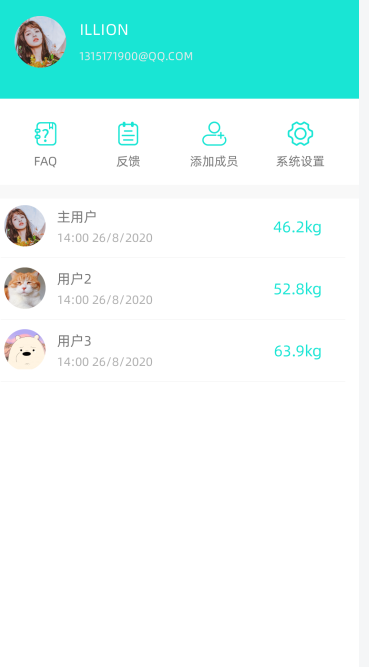 ILLION
1315171900@QQ.COM
FAQ
反馈
添加成员
系统设置
主用户
46.2kg
14:00 26/8/2020
用户2
52.8kg
14:00 26/8/2020
用户3
63.9kg
14:00 26/8/2020